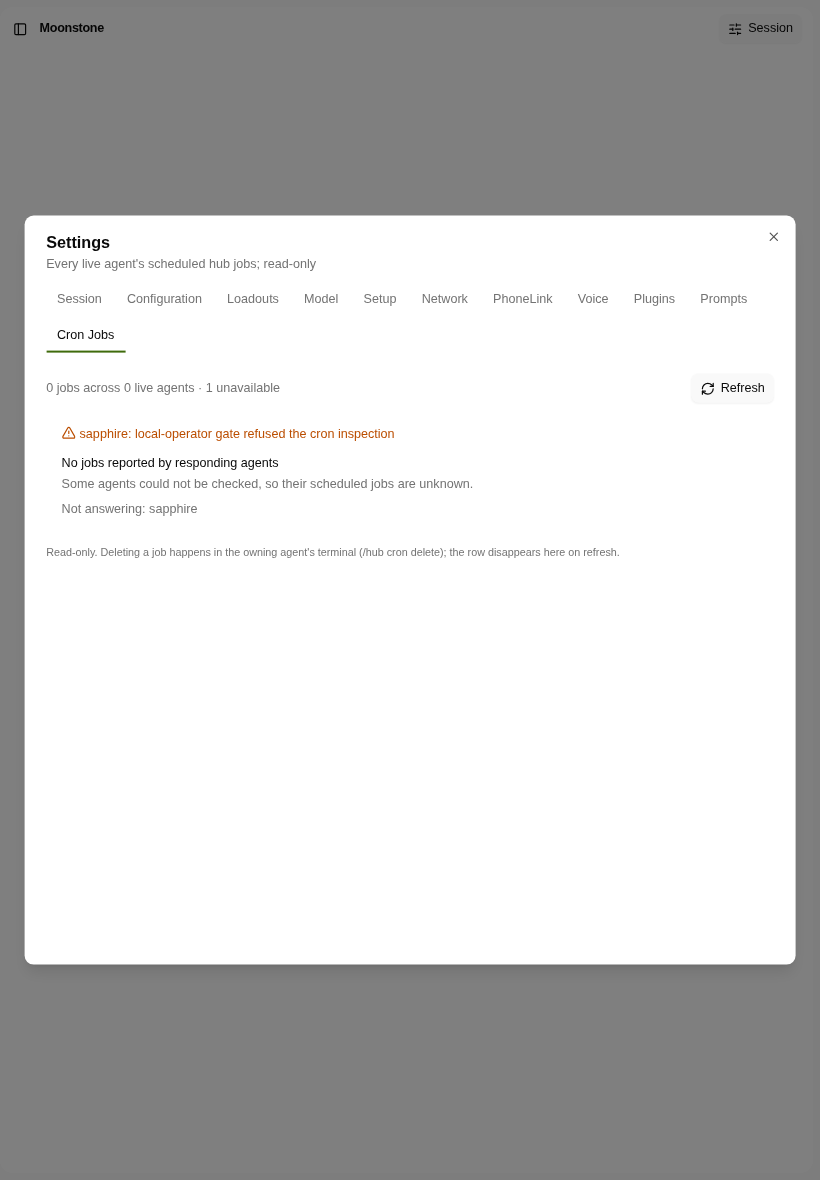 Moonstone
Session
Settings
Every live agent's scheduled hub jobs; read-only
Session Configuration Loadouts Model Setup Network PhoneLink Voice Plugins Prompts
Cron Jobs
0 jobs across 0 live agents · 1 unavailable
Refresh
sapphire: local-operator gate refused the cron inspection
No jobs reported by responding agents
Some agents could not be checked, so their scheduled jobs are unknown.
Not answering: sapphire
Read-only. Deleting a job happens in the owning agent's terminal (/hub cron delete); the row disappears here on refresh.